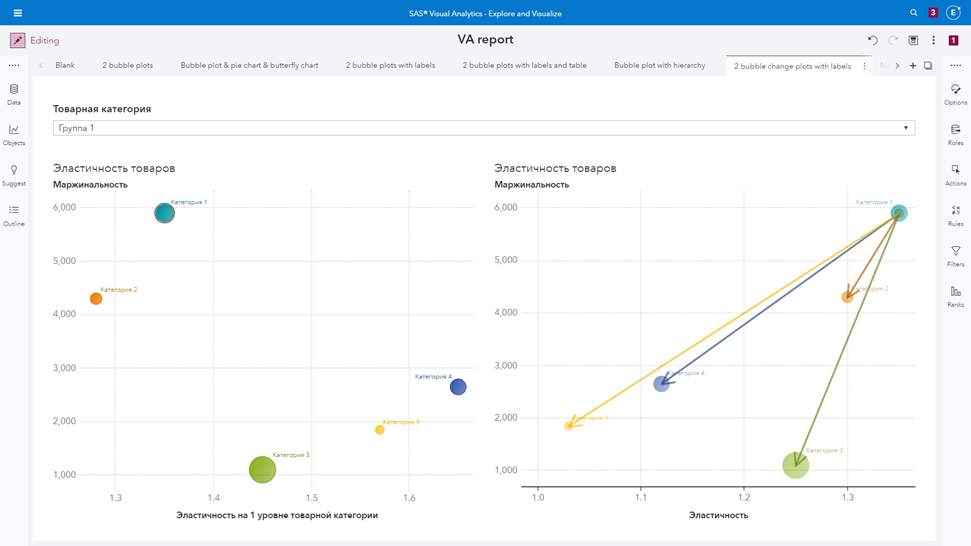 SAS® Visual Analytics - Explore and Visualize
3
E
Editing
VA report
1
Blank
2 bubble plots
Bubble plot & pie chart & butterfly chart
2 bubble plots with labels
2 bubble plots with labels and table
Bubble plot with hierarchy
2 bubble change plots with labels
Data
Objects
Suggest
Outline
Options
Roles
Actions
Rules
Filters
Ranks
Товарная категория
Группа 1
Эластичность товаров
Маржинальность
6,000
5,000
4,000
3,000
2,000
1,000
Категория 1
Категория 2
Категория 4
Категория 5
Категория 3
1.3 1.4 1.5 1.6
Эластичность на 1 уровне товарной категории
Эластичность товаров
Маржинальность
6,000
5,000
4,000
3,000
2,000
1,000
Категория 1
Категория 3
1.0 1.1 1.2 1.3
Эластичность